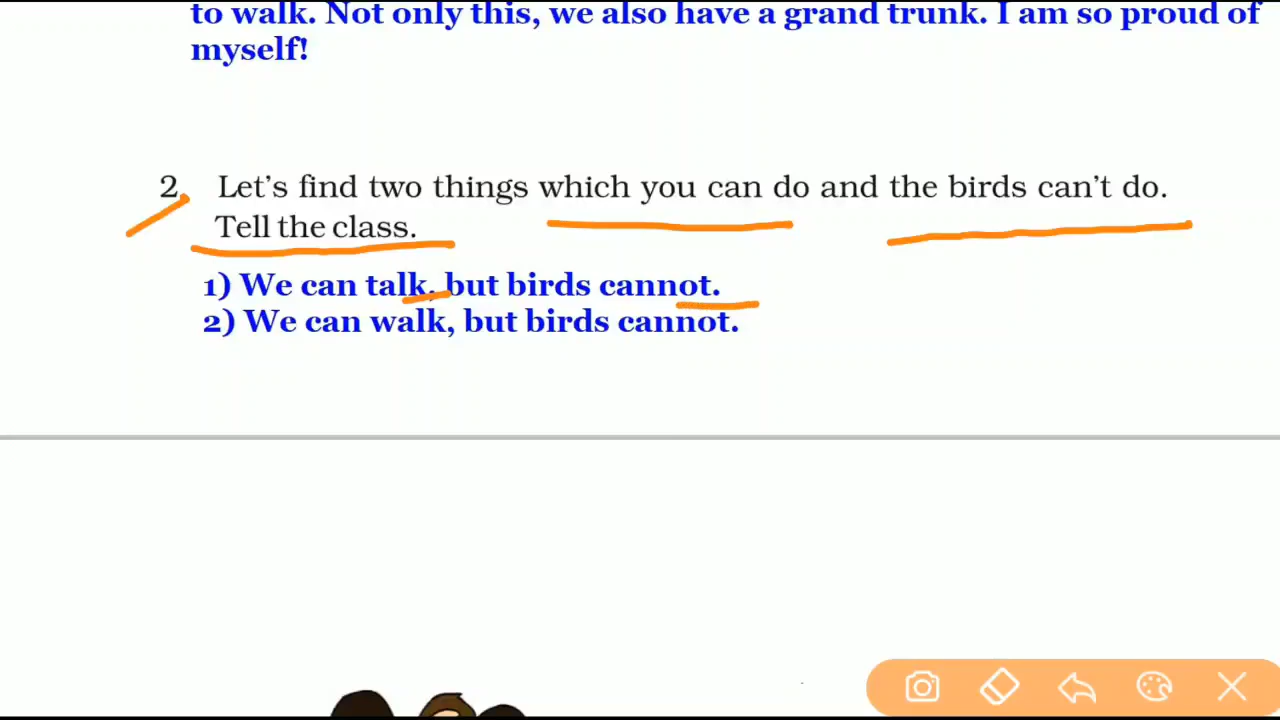 to walk. Not only this, we also have a grand trunk. I am so proud of
myself!
2. Let's find two things which you can do and the birds can't do.
Tell the class.
1) We can talk, but birds cannot.
2) We can walk, but birds cannot.